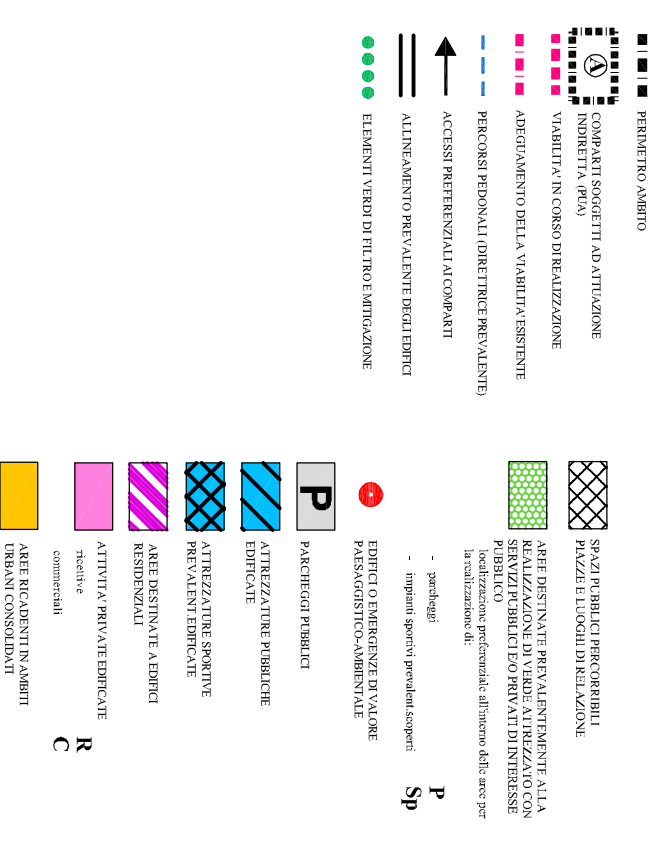 PERIMETRO AMBITO
A
COMPARTI SOGGETTI AD ATTUAZIONE
INDIRETTA (PUA)
VIABILITA' IN CORSO DI REALIZZAZIONE
ADEGUAMENTO DELLA VIABILITA' ESISTENTE
PERCORSI PEDONALI (DIRETTRICE PREVALENTE)
ACCESSI PREFERENZIALI AI COMPARTI
ALLINEAMENTO PREVALENTE DEGLI EDIFICI
ELEMENTI VERDI DI FILTRO E MITIGAZIONE
SPAZI PUBBLICI PERCORRIBILI
PIAZZE E LUOGHI DI RELAZIONE
AREE DESTINATE PREVALENTEMENTE ALLA
REALIZZAZIONE DI VERDE ATTREZZATO CON
SERVIZI PUBBLICI E/O PRIVATI DI INTERESSE
PUBBLICO
localizzazione preferenziale all'interno delle aree per
la realizzazione di:
- parcheggi P
- impianti sportivi prevalent.scoperti Sp
EDIFICI O EMERGENZE DI VALORE
PAESAGGISTICO-AMBIENTALE
P
PARCHEGGI PUBBLICI
ATTREZZATURE PUBBLICHE
EDIFICATE
ATTREZZATURE SPORTIVE
PREVALENT.EDIFICATE
AREE DESTINATE A EDIFICI
RESIDENZIALI
ATTIVITA' PRIVATE EDIFICATE
ricettive R
commerciali C
AREE RICADENTI IN AMBITI
URBANI CONSOLIDATI